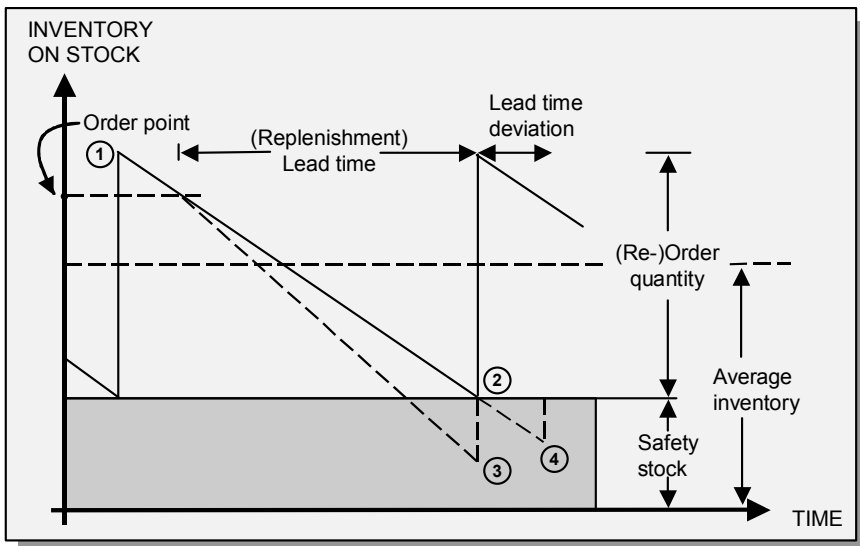 INVENTORY
ON STOCK
Order point
1
(Replenishment)
Lead time
Lead time
deviation
(Re-)Order
quantity
2
Average
inventory
Safety
stock
3
4
TIME